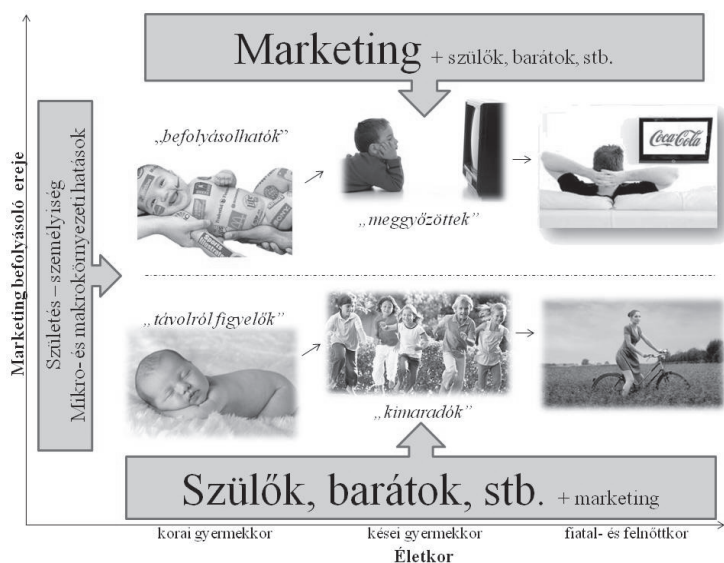 Marketing + szülők, barátok, stb.
Marketing befolyásoló ereje
Születés – személyiség
Mikro- és makrokörnyezeti hatások
„befolyásolhatók”
„meggyőzöttek”
Coca-Cola
„távolról figyelők”
„kimaradók”
Szülők, barátok, stb. + marketing
korai gyermekkor
kései gyermekkor
fiatal- és felnőttkor
Életkor